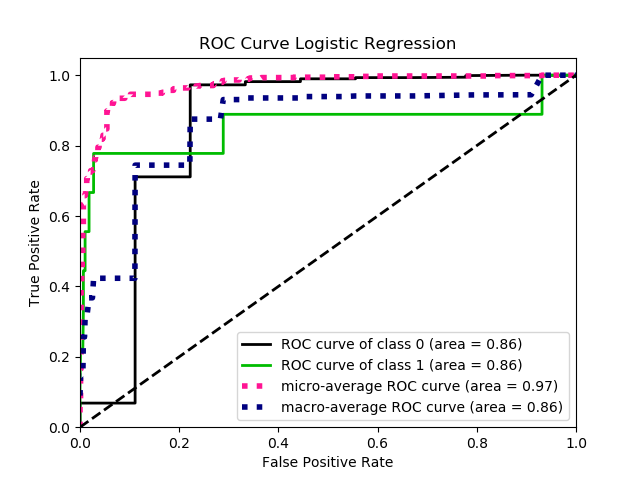 ROC Curve Logistic Regression
True Positive Rate
1.0
0.8
0.6
0.4
0.2
0.0
ROC curve of class 0 (area = 0.86)
ROC curve of class 1 (area = 0.86)
micro-average ROC curve (area = 0.97)
macro-average ROC curve (area = 0.86)
0.0 0.2 0.4 0.6 0.8 1.0
False Positive Rate